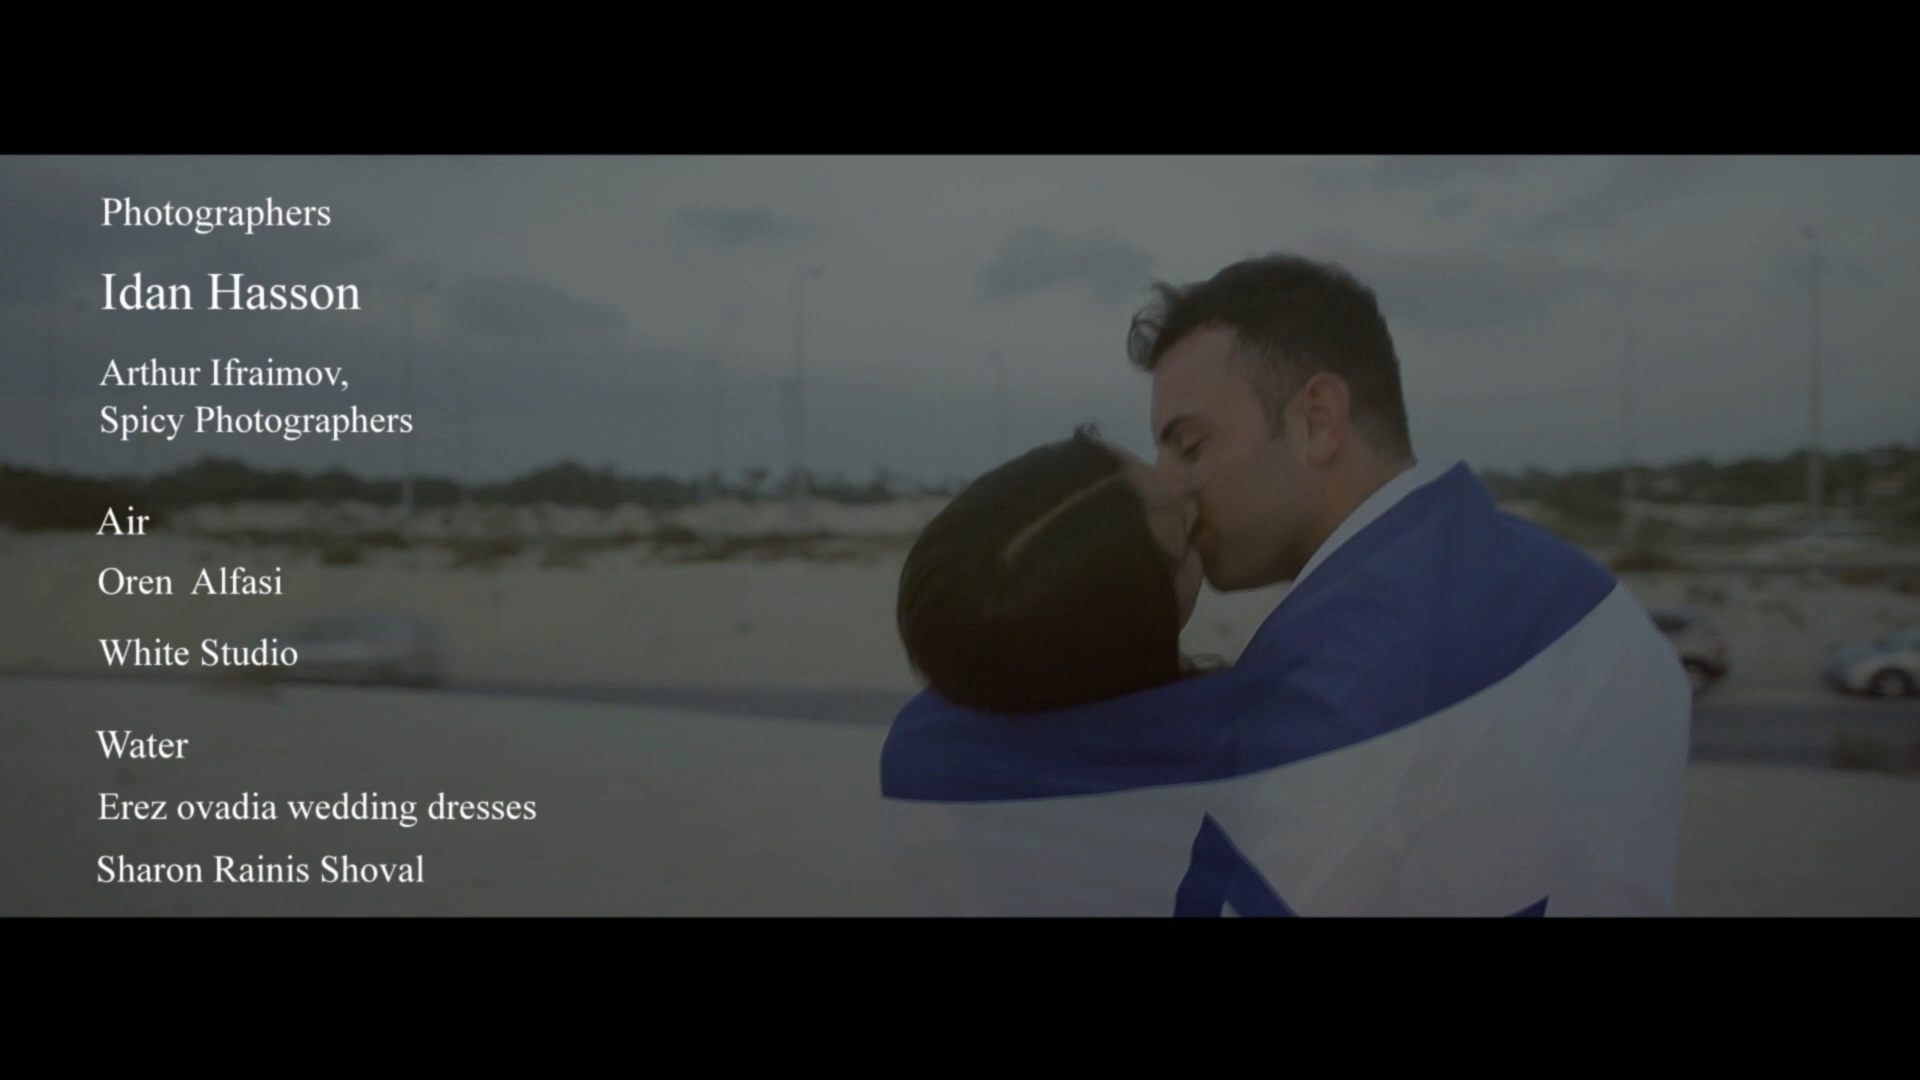 Photographers
Idan Hasson
Arthur Ifraimov,
Spicy Photographers
Air
Oren Alfasi
White Studio
Water
Erez ovadia wedding dresses
Sharon Rainis Shoval